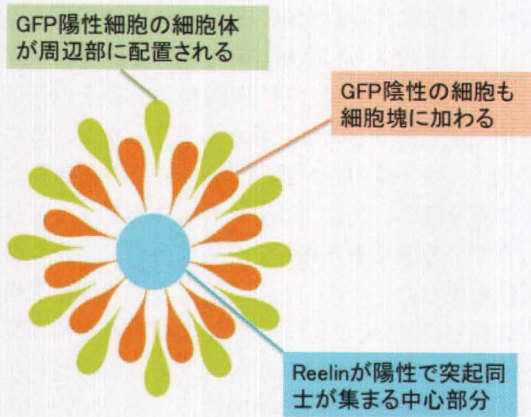 GFP陽性細胞の細胞体
が周辺部に配置される
GFP陰性の細胞も
細胞塊に加わる
Reelinが陽性で突起同
士が集まる中心部分